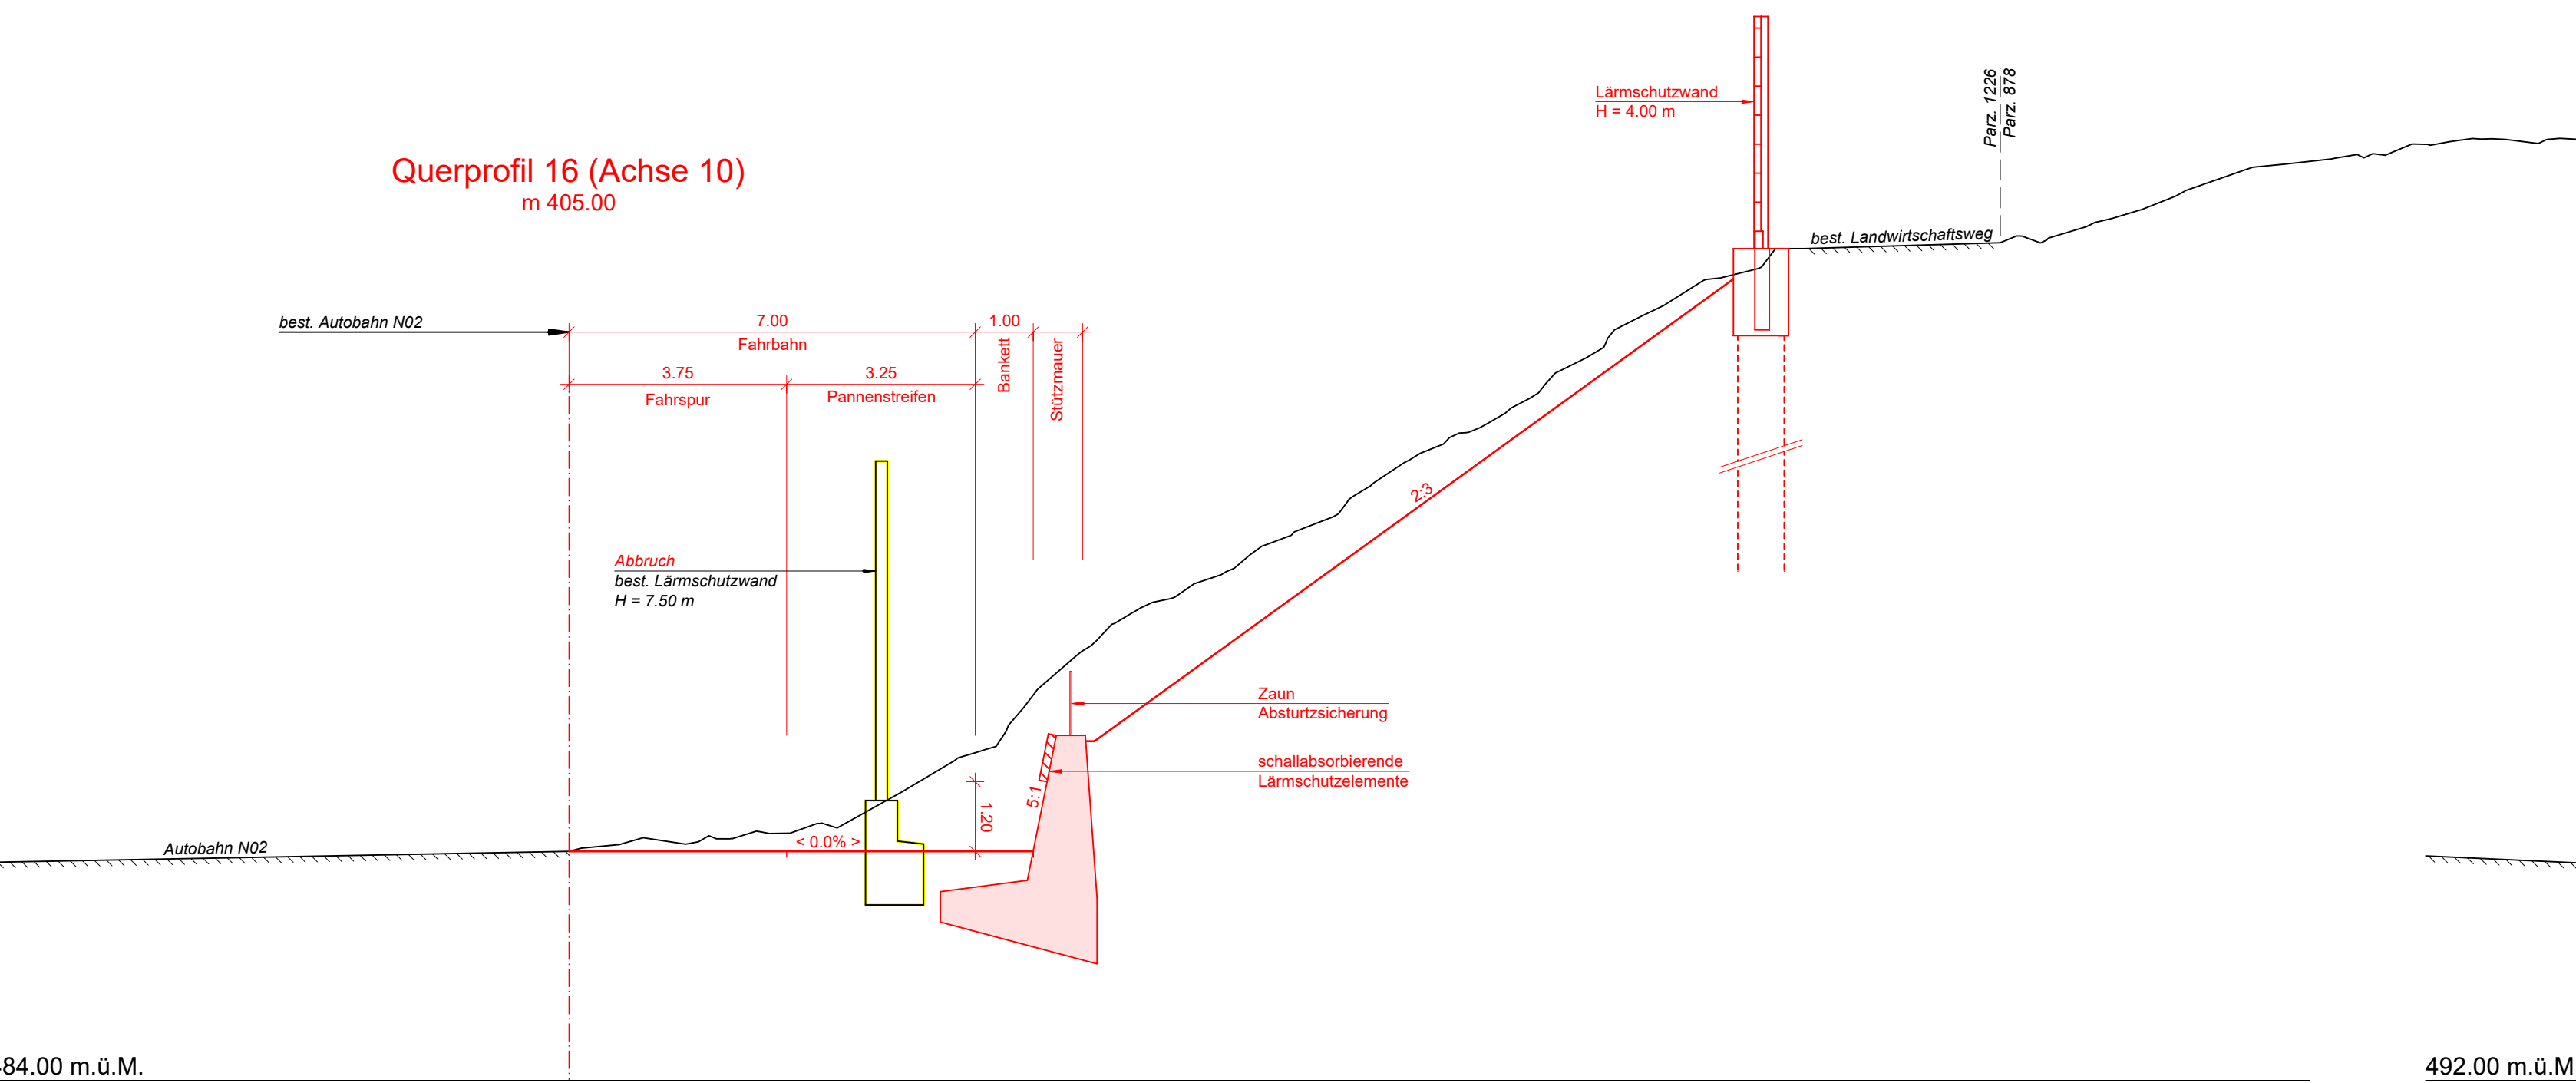 Querprofil 16 (Achse 10)
m 405.00
Lärmschutzwand
H = 4.00 m
Parz. 1226
Parz. 878
best. Landwirtschaftsweg
best. Autobahn N02
7.00
Fahrbahn
1.00
Bankett
Stützmauer
3.75
Fahrspur
3.25
Pannenstreifen
2:3
Abbruch
best. Lärmschutzwand
H = 7.50 m
Zaun
Absturtzsicherung
schallabsorbierende
Lärmschutzelemente
5:1
1.20
< 0.0% >
Autobahn N02
84.00 m.ü.M.
492.00 m.ü.M